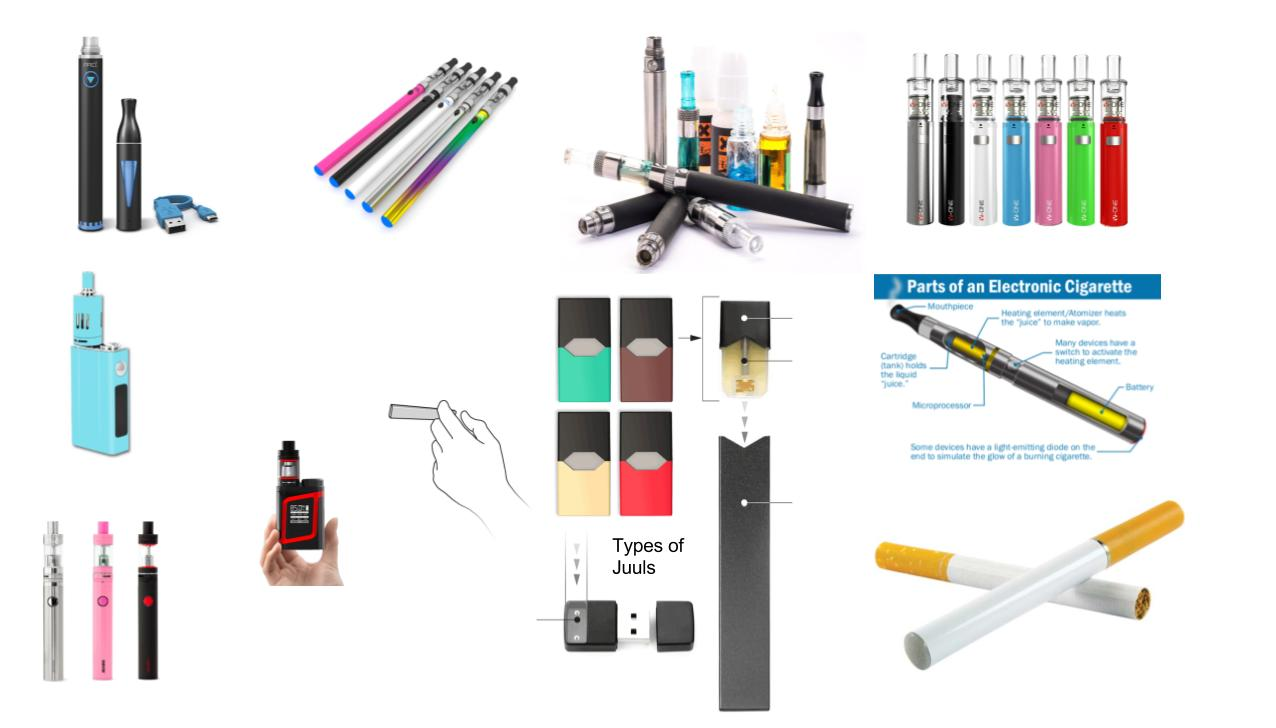 Parts of an Electronic Cigarette
Mouthpiece
Heating element/Atomizer heats
the “juice” to make vapor.
Many devices have a
switch to activate the
heating element.
Cartridge
(tank) holds
the liquid
“juice.”
Battery
Microprocessor
Some devices have a light-emitting diode on the
end to simulate the glow of a burning cigarette.
Types of
Juuls